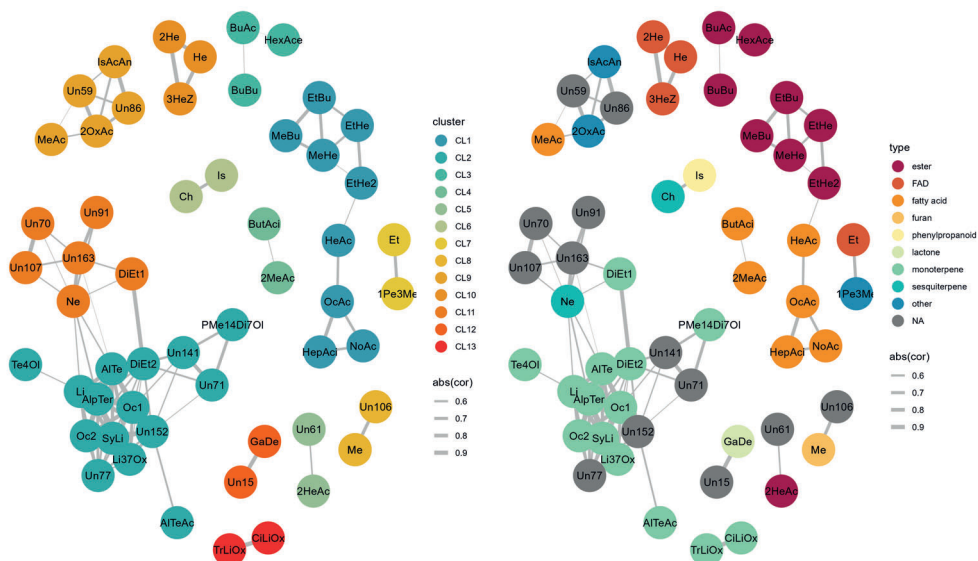 2He
BuAc
HexAce
He
IsAcAn
Un59
Un86
3HeZ
BuBu
MeAc
2OxAc
EtBu
EtHe
MeBu
MeHe
EtHe2
Is
Ch
ButAci
2MeAc
HeAc
Et
1Pe3Me
OcAc
NoAc
HepAci
Un70
Un91
Un107
Un163
DiEt1
Ne
PMe14Di7Ol
Te4Ol
AlTe
DiEt2
Un141
Li
AlpTer
Oc1
Un71
Oc2
SyLi
Un152
Li37Ox
Un77
GaDe
Un15
Un61
2HeAc
Un106
Me
AlTeAc
TrLiOx
CiLiOx
cluster
CL1
CL2
CL3
CL4
CL5
CL6
CL7
CL8
CL9
CL10
CL11
CL12
CL13
abs(cor)
0.6
0.7
0.8
0.9
2He
BuAc
HexAce
He
IsAcAn
Un59
Un86
3HeZ
BuBu
MeAc
2OxAc
EtBu
EtHe
MeBu
MeHe
EtHe2
Is
Ch
ButAci
2MeAc
HeAc
Et
1Pe3Me
OcAc
NoAc
HepAci
Un70
Un91
Un107
Un163
DiEt1
Ne
PMe14Di7Ol
Te4Ol
AlTe
DiEt2
Un141
Li
AlpTer
Oc1
Un71
Oc2
SyLi
Un152
Li37Ox
Un77
GaDe
Un15
Un61
2HeAc
Un106
Me
AlTeAc
TrLiOx
CiLiOx
type
ester
FAD
fatty acid
furan
phenylpropanoid
lactone
monoterpene
sesquiterpene
other
NA
abs(cor)
0.6
0.7
0.8
0.9